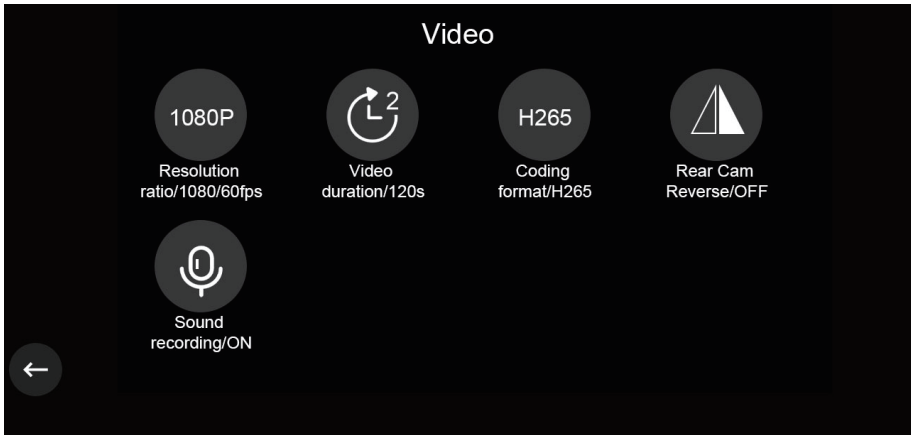 Video
1080P
2
H265
Resolution
ratio/1080/60fps
Video
duration/120s
Coding
format/H265
Rear Cam
Reverse/OFF
Sound
recording/ON